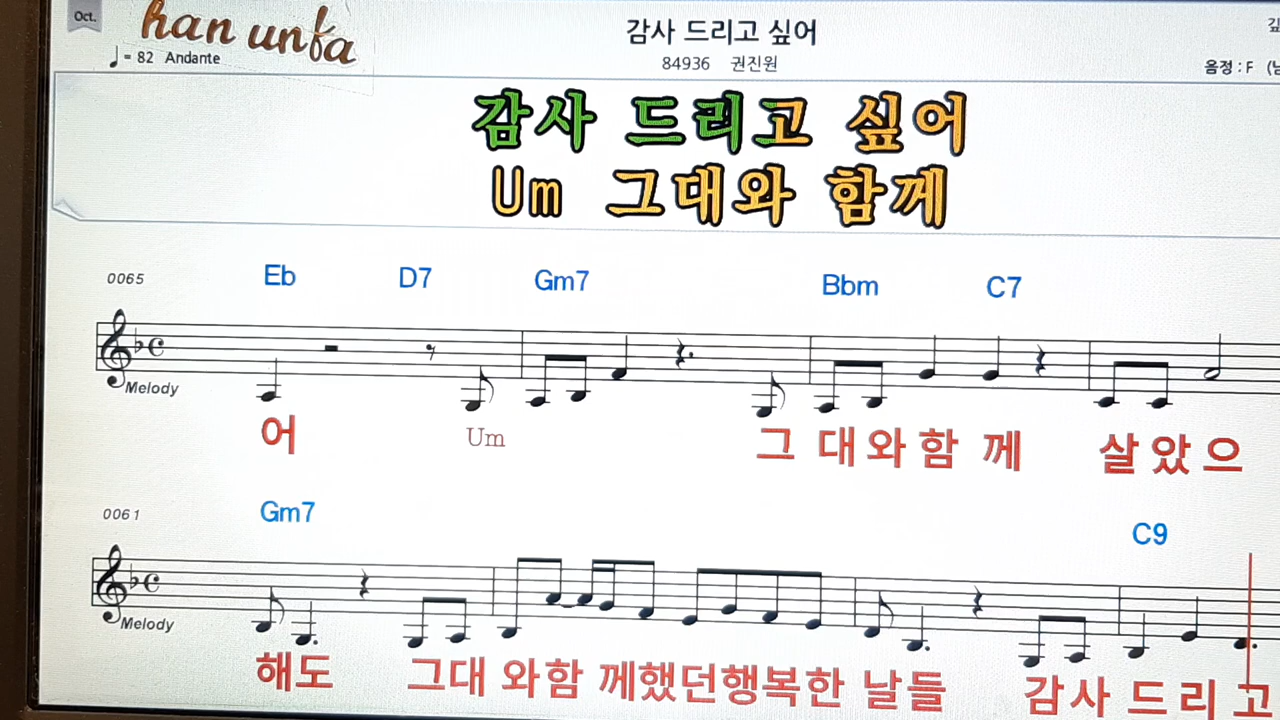 Oct.
han unfa
감사 드리고 싶어
♩= 82 Andante
84936 권진원
음정 : F
감사 드리고 싶어
Um 그대와 함께
0065 Eb D7 Gm7 Bbm C7
Melody
어 Um 그 대와함 께 살았으
0061 Gm7 C9
Melody
해도 그대 와함 께했던행복한 날들 감사 드리고